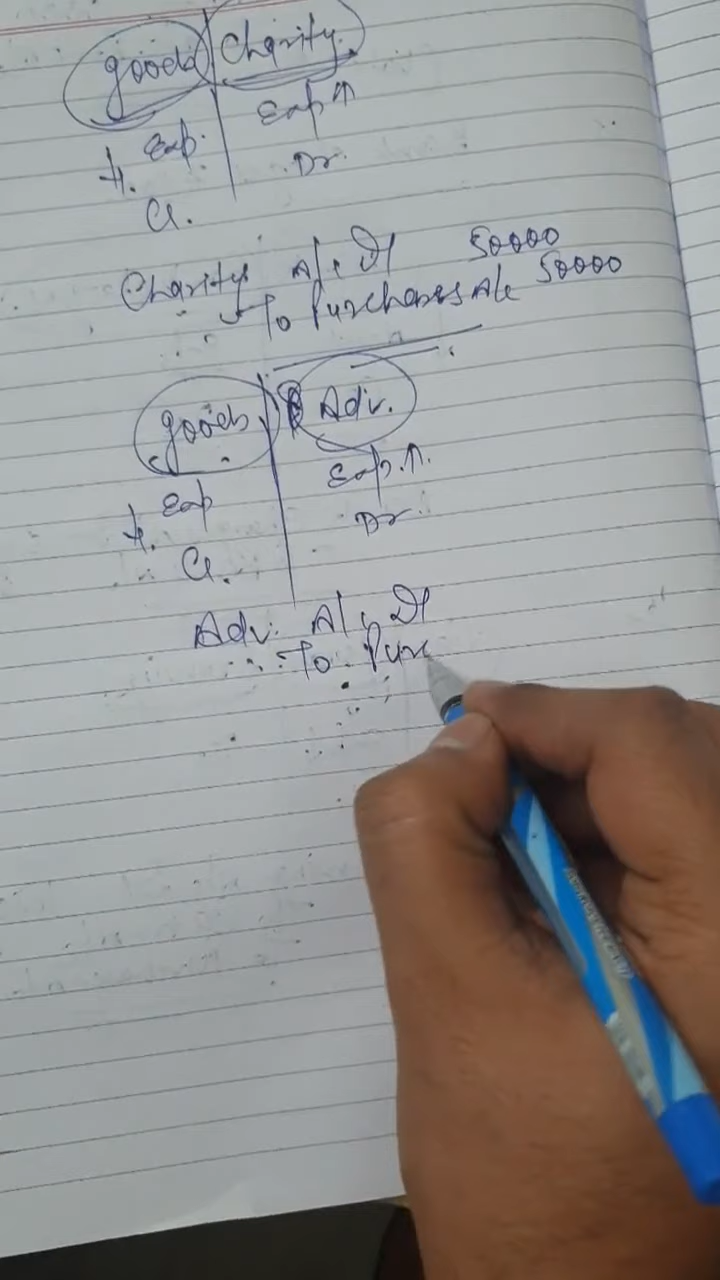 goods | Charity.
Exp. Exp ↑
↓. Dr.
Cr.
Charity A/c Dr 50000
To Purchases A/c 50000
goods Adv.
Exp Exp. ↑.
↓. Dr.
Cr.
Adv. A/c Dr
To Purc